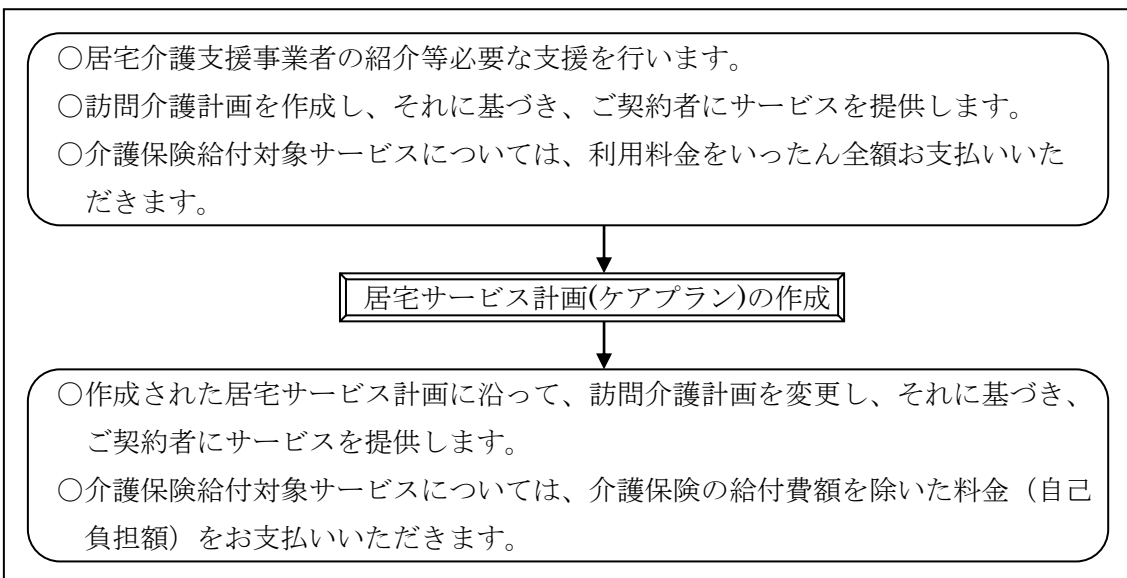 ○居宅介護支援事業者の紹介等必要な支援を行います。
○訪問介護計画を作成し、それに基づき、ご契約者にサービスを提供します。
○介護保険給付対象サービスについては、利用料金をいったん全額お支払いいた
だきます。
居宅サービス計画(ケアプラン)の作成
○作成された居宅サービス計画に沿って、訪問介護計画を変更し、それに基づき、
ご契約者にサービスを提供します。
○介護保険給付対象サービスについては、介護保険の給付費額を除いた料金（自己
負担額）をお支払いいただきます。